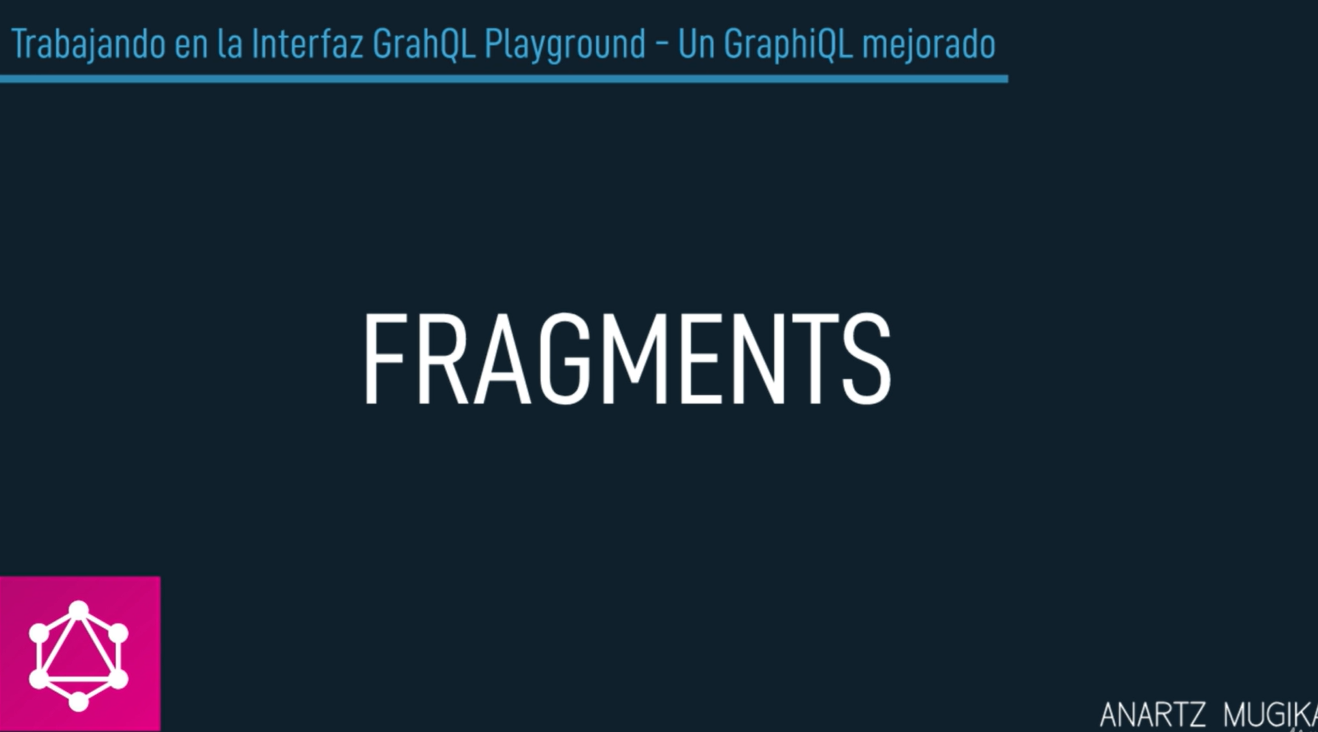 Trabajando en la Interfaz GrahQL Playground - Un GraphiQL mejorado
FRAGMENTS
ANARTZ MUGIKA